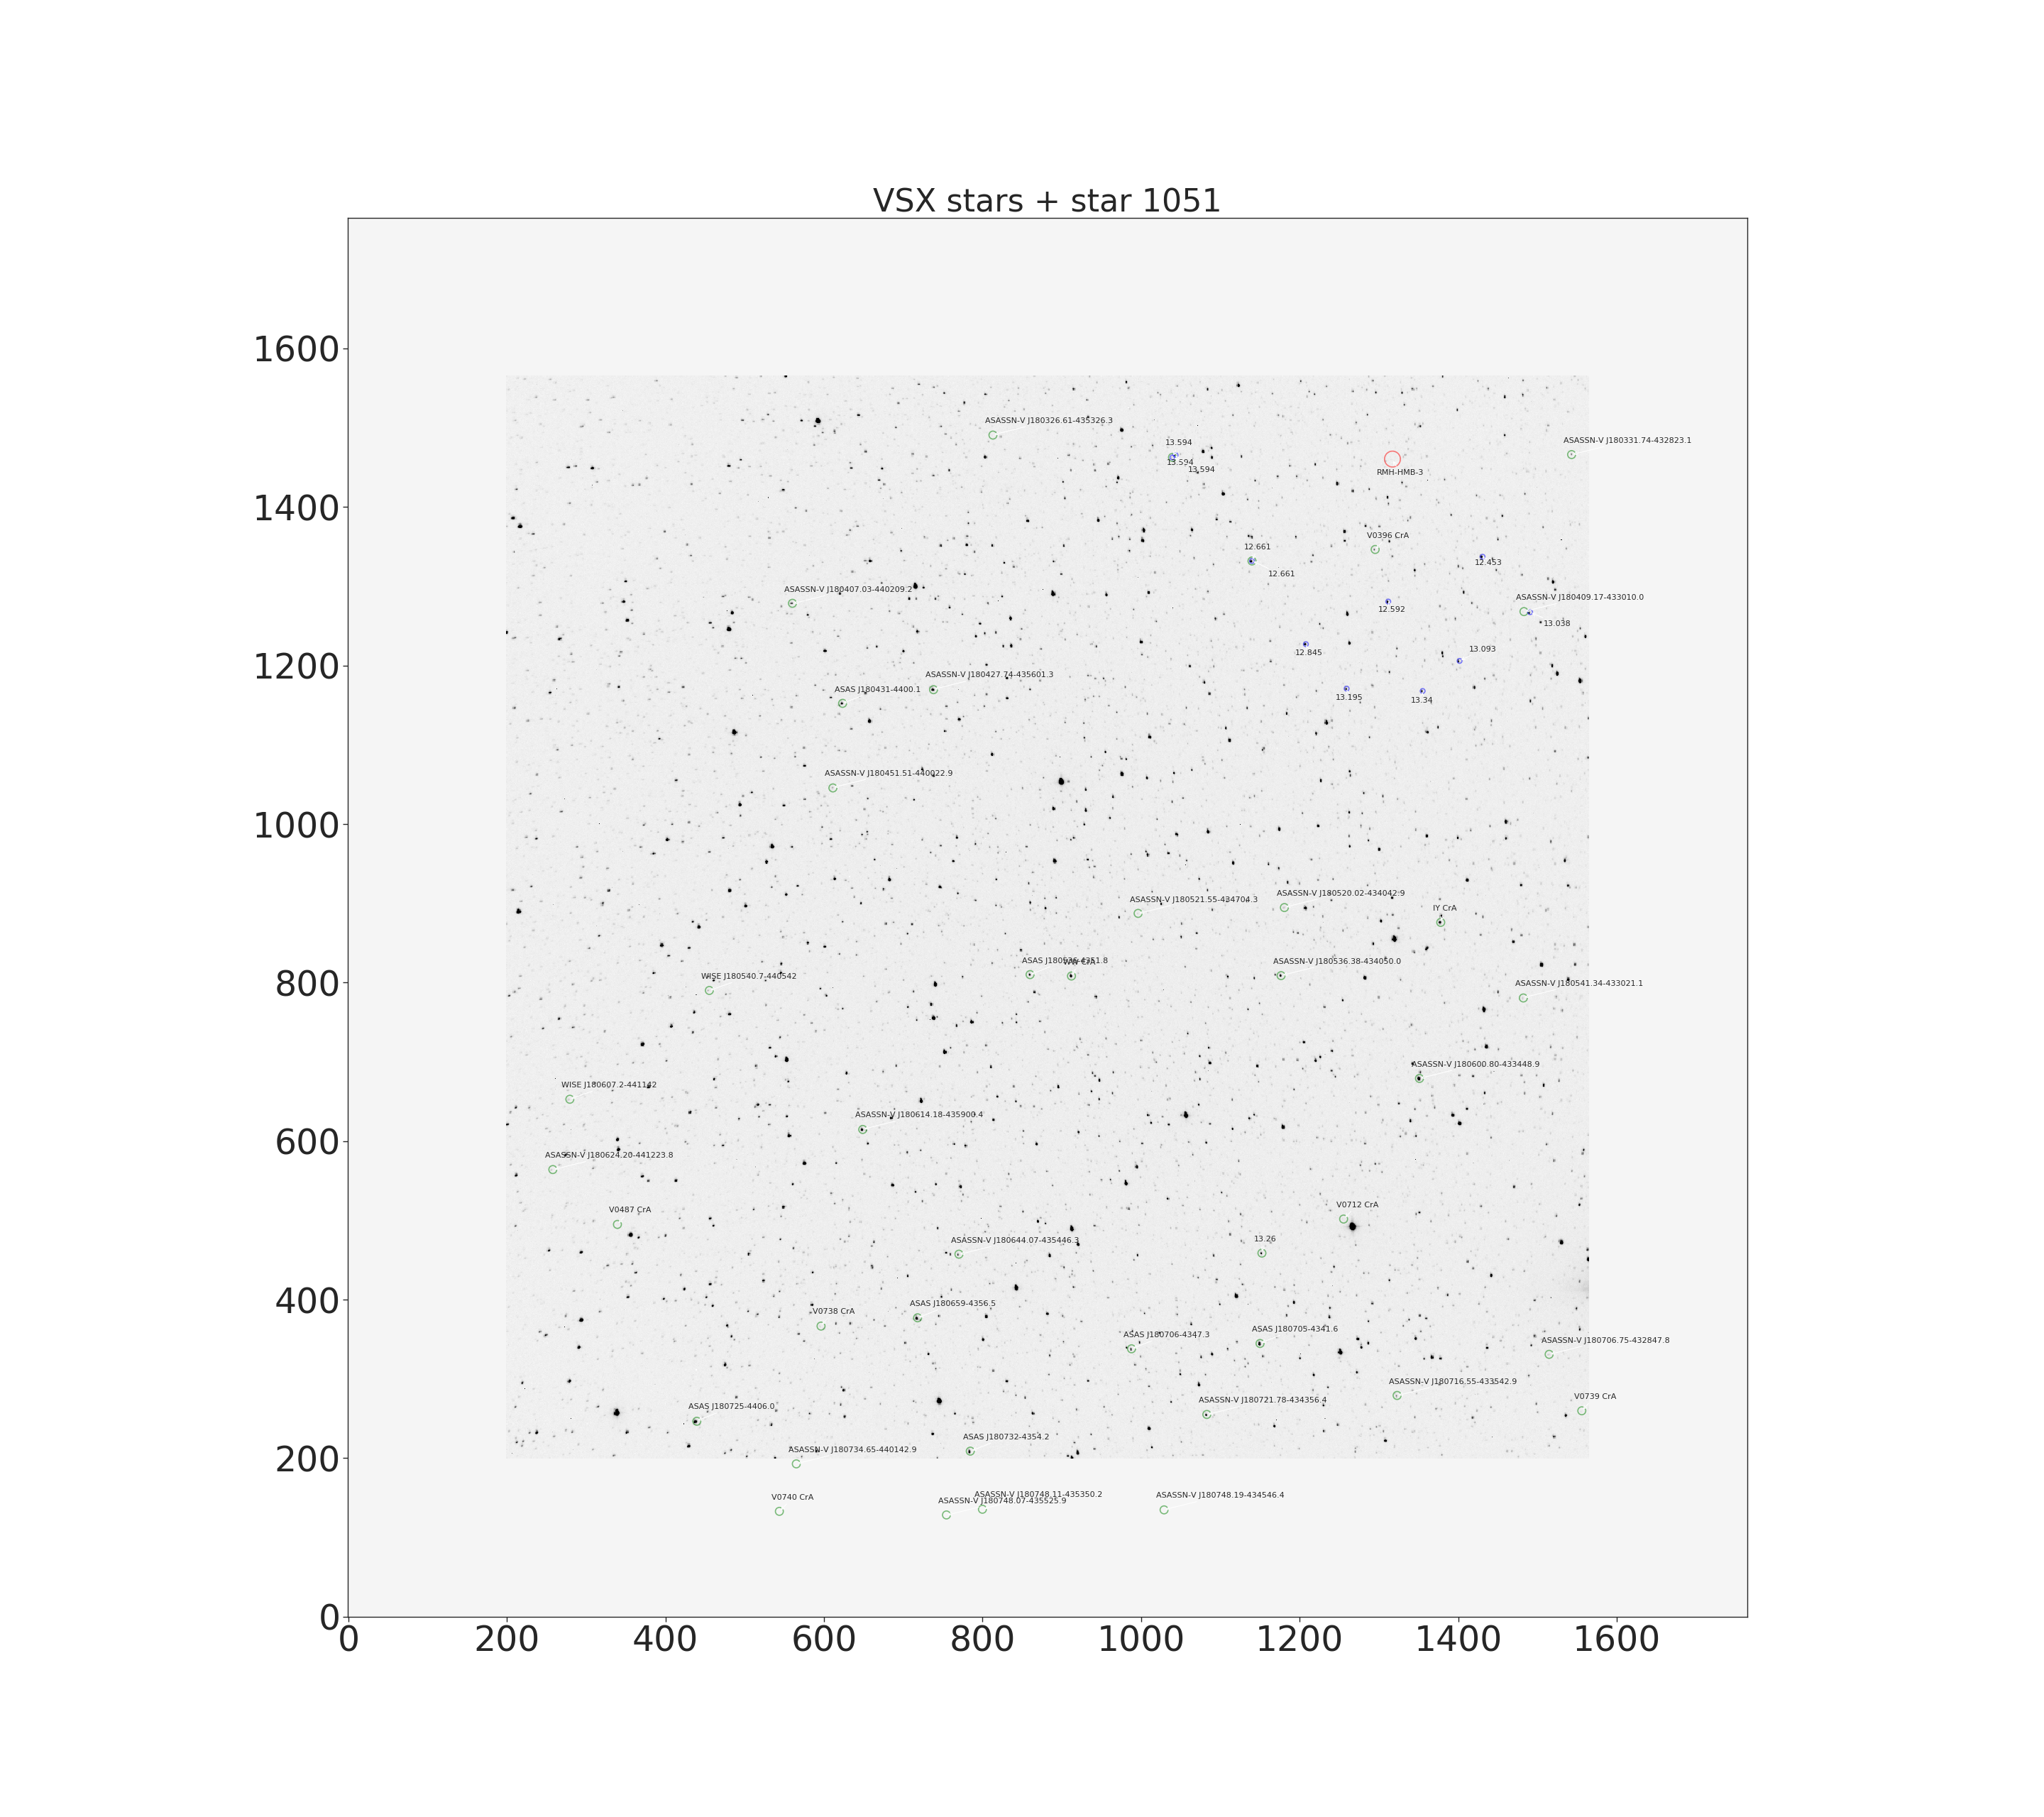 VSX stars + star 1051
1600
ASASSN-V J180326.61-435326.3
13.594
13.594
13.594
RMH-HMB-3
ASASSN-V J180331.74-432823.1
1400
V0396 CrA
12.661
12.661
12.453
ASASSN-V J180407.03-440209.2
12.592
ASASSN-V J180409.17-433010.0
13.038
1200
12.845
13.093
ASASSN-V J180427.74-435601.3
ASAS J180431-4400.1
13.195
13.34
ASASSN-V J180451.51-440022.9
1000
ASASSN-V J180521.55-434704.3
ASASSN-V J180520.02-434042.9
IY CrA
ASASSN-V J180536.38-434050.0
WISE J180540.7-440542
800
ASASSN-V J180541.34-433021.1
ASASSN-V J180600.80-433448.9
WISE J180607.2-441142
ASASSN-V J180614.18-435900.4
600
ASASSN-V J180624.20-441223.8
V0487 CrA
V0712 CrA
ASASSN-V J180644.07-435446.3
13.26
400
V0738 CrA
ASAS J180659-4356.5
ASAS J180706-4347.3
ASAS J180705-4341.6
ASASSN-V J180706.75-432847.8
ASASSN-V J180716.55-433542.9
V0739 CrA
ASAS J180725-4406.0
ASASSN-V J180721.78-434356.4
ASAS J180732-4354.2
200
ASASSN-V J180734.65-440142.9
V0740 CrA
ASASSN-V J180748.11-435350.2
ASASSN-V J180748.07-435525.9
ASASSN-V J180748.19-434546.4
0
0 200 400 600 800 1000 1200 1400 1600